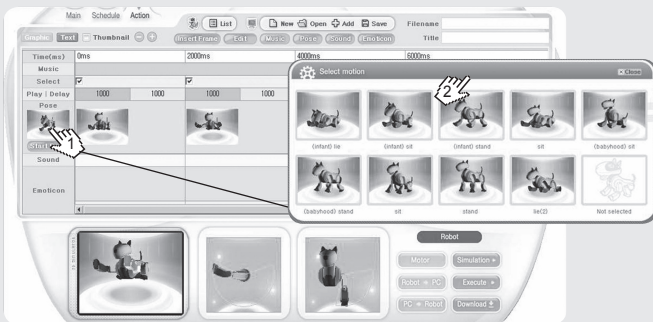 Main Schedule Action
List New Open Add Save Filename
Graphic Text Thumbnail Insert Frame Edit Music Pose Sound Emoticon Title
Time(ms) 0ms 2000ms 4000ms 6000ms
Music
Select
Play | Delay 1000 1000 1000 1000
Pose
Start
1
Sound
Emoticon
Select motion Close
2
(infant) lie (infant) sit (infant) stand sit (babyhood) sit
(babyhood) stand sit stand lie(2) Not selected
Robot
Motor Simulation
Robot PC Execute
PC Robot Download